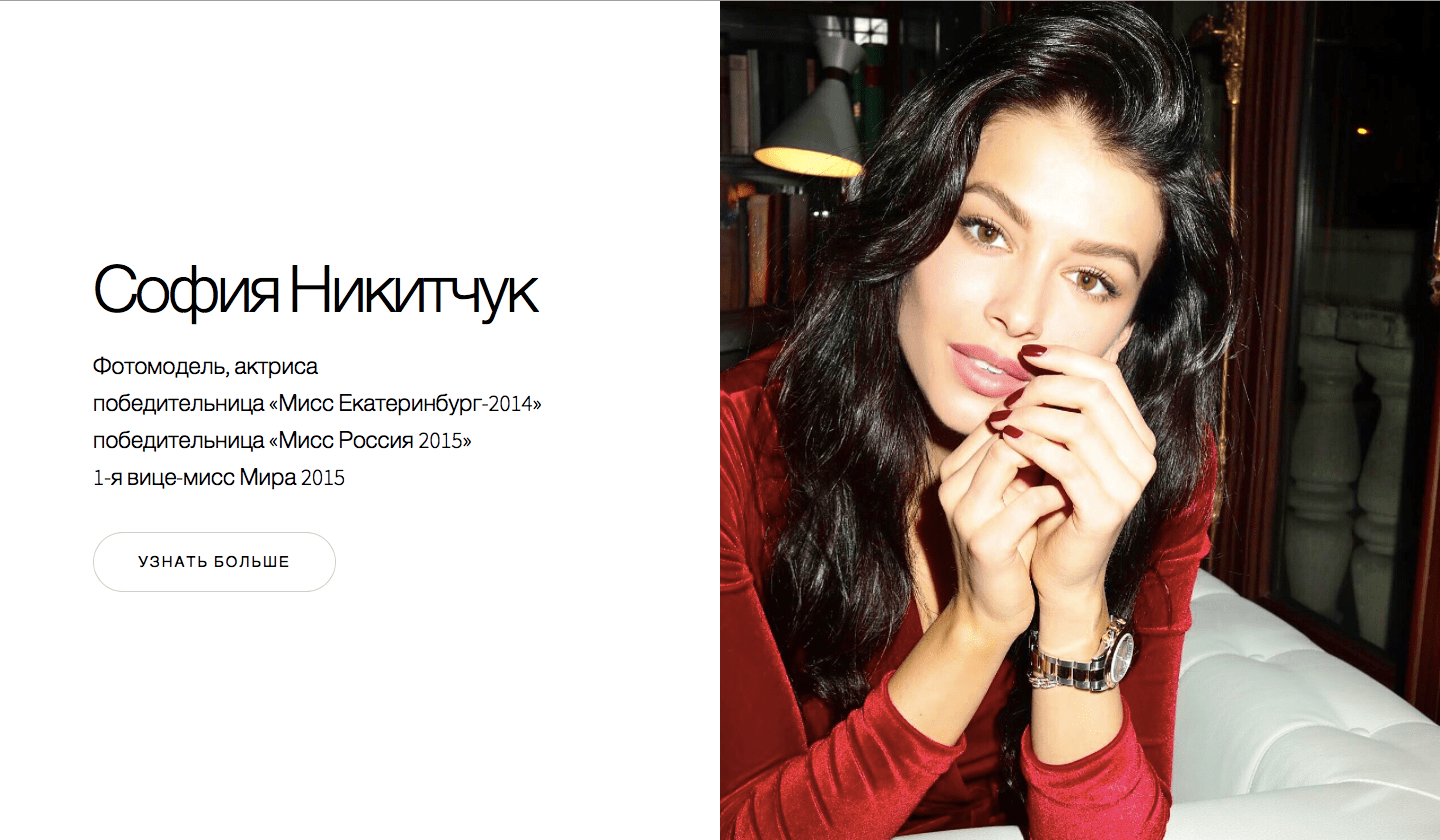 София Никитчук
Фотомодель, актриса
победительница «Мисс Екатеринбург-2014»
победительница «Мисс Россия 2015»
1-я вице-мисс Мира 2015
УЗНАТЬ БОЛЬШЕ